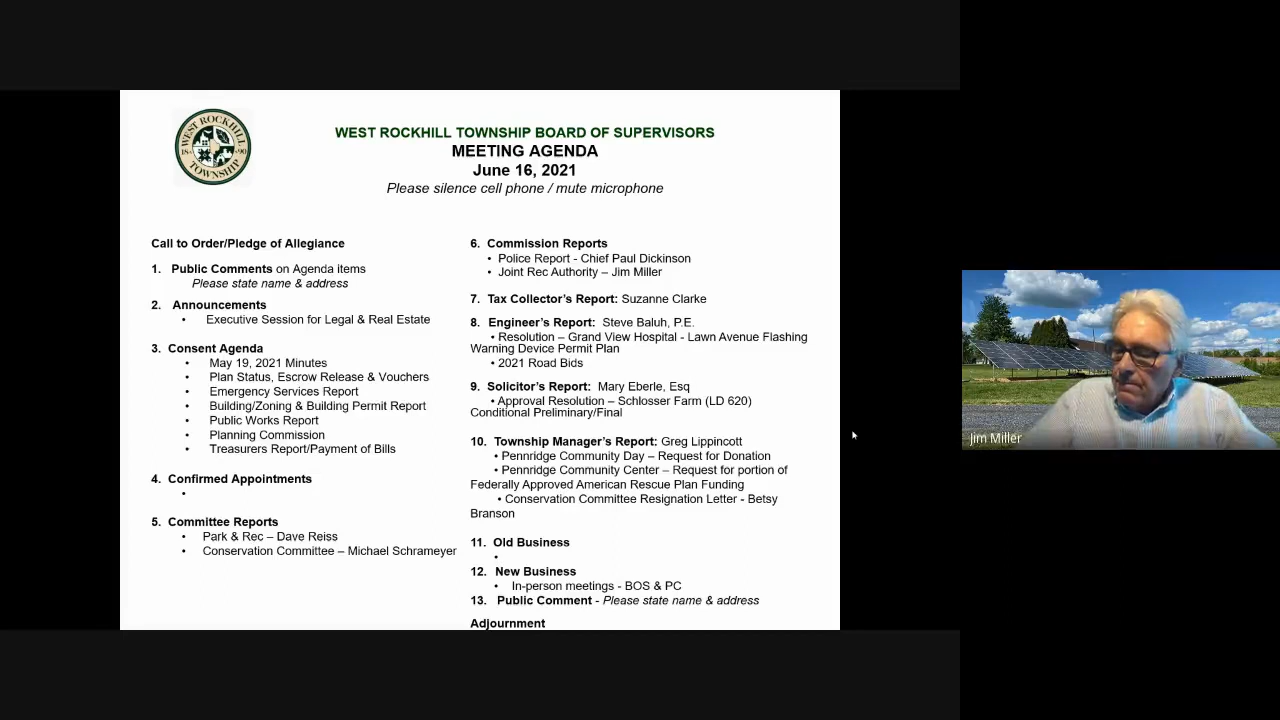 WEST ROCKHILL
18 90
TOWNSHIP
WEST ROCKHILL TOWNSHIP BOARD OF SUPERVISORS
MEETING AGENDA
June 16, 2021
Please silence cell phone / mute microphone
Call to Order/Pledge of Allegiance
1. Public Comments on Agenda items
Please state name & address
2. Announcements
• Executive Session for Legal & Real Estate
3. Consent Agenda
• May 19, 2021 Minutes
• Plan Status, Escrow Release & Vouchers
• Emergency Services Report
• Building/Zoning & Building Permit Report
• Public Works Report
• Planning Commission
• Treasurers Report/Payment of Bills
4. Confirmed Appointments
•
5. Committee Reports
• Park & Rec – Dave Reiss
• Conservation Committee – Michael Schrameyer
6. Commission Reports
• Police Report - Chief Paul Dickinson
• Joint Rec Authority – Jim Miller
7. Tax Collector's Report: Suzanne Clarke
8. Engineer's Report: Steve Baluh, P.E.
• Resolution – Grand View Hospital - Lawn Avenue Flashing
Warning Device Permit Plan
• 2021 Road Bids
9. Solicitor's Report: Mary Eberle, Esq
• Approval Resolution – Schlosser Farm (LD 620)
Conditional Preliminary/Final
10. Township Manager's Report: Greg Lippincott
• Pennridge Community Day – Request for Donation
• Pennridge Community Center – Request for portion of
Federally Approved American Rescue Plan Funding
• Conservation Committee Resignation Letter - Betsy
Branson
11. Old Business
•
12. New Business
• In-person meetings - BOS & PC
13. Public Comment - Please state name & address
Adjournment
Jim Miller